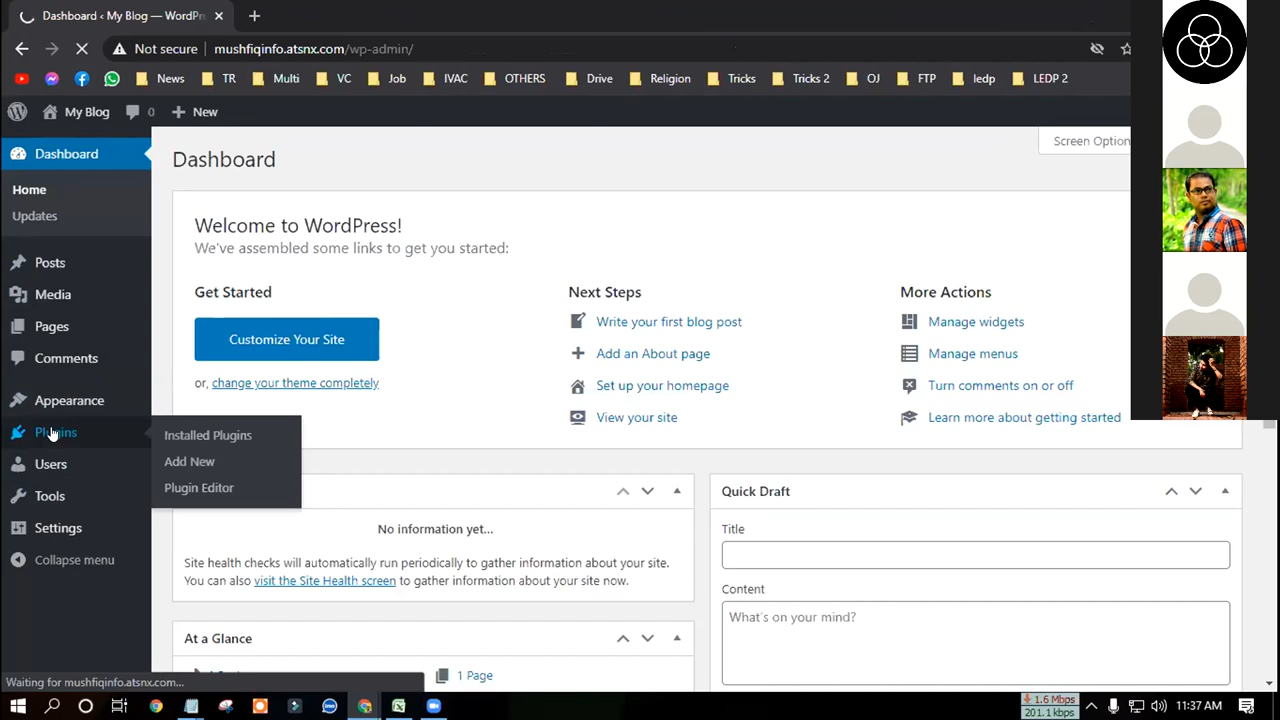 Dashboard ‹ My Blog — WordPr
Not secure
mushfiqinfo.atsnx.com/wp-admin/
News
TR
Multi
VC
Job
IVAC
OTHERS
Drive
Religion
Tricks
Tricks 2
OJ
FTP
ledp
LEDP 2
My Blog
0
New
Dashboard
Home
Updates
Posts
Media
Pages
Comments
Appearance
Plugins
Users
Tools
Settings
Collapse menu
Installed Plugins
Add New
Plugin Editor
Screen Option
Dashboard
Welcome to WordPress!
We've assembled some links to get you started:
Get Started
Customize Your Site
or, change your theme completely
Next Steps
Write your first blog post
Add an About page
Set up your homepage
View your site
More Actions
Manage widgets
Manage menus
Turn comments on or off
Learn more about getting started
No information yet...
Site health checks will automatically run periodically to gather information about your site.
You can also visit the Site Health screen to gather information about your site now.
At a Glance
1 Page
Quick Draft
Title
Content
What's on your mind?
Waiting for mushfiqinfo.atsnx.com...
1.6 Mbps
201.1 kbps
11:37 AM